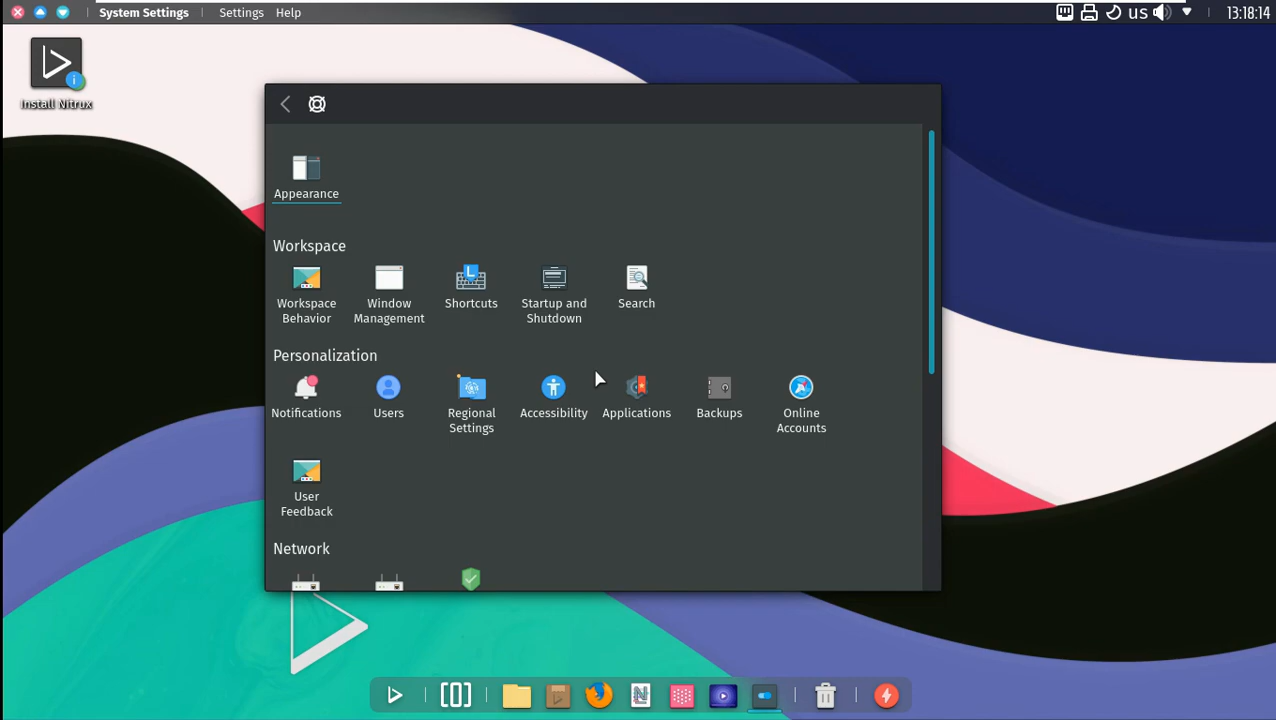 System Settings Settings Help us 13:18:14
Install Nitrux
Appearance
Workspace
Workspace Behavior
Window Management
Shortcuts
Startup and Shutdown
Search
Personalization
Notifications
Users
Regional Settings
Accessibility
Applications
Backups
Online Accounts
User Feedback
Network